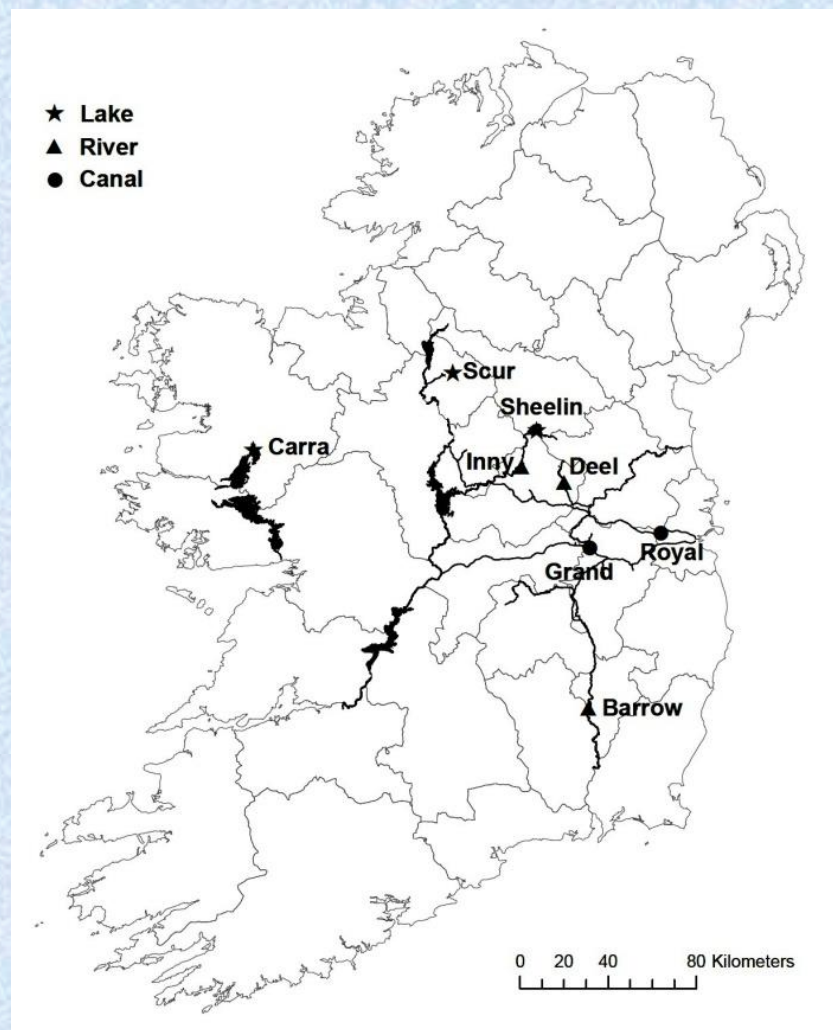 Lake
River
Canal
Scur
Sheelin
Carra
Inny
Deel
Royal
Grand
Barrow
0 20 40 80 Kilometers